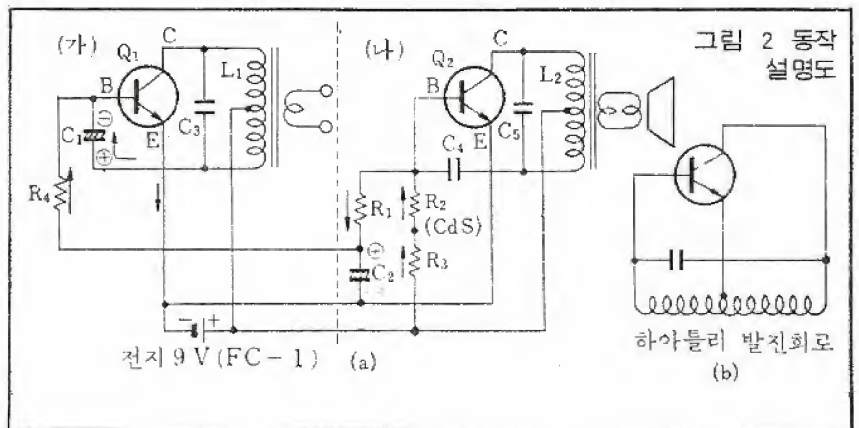 그림 2 동작
설명도
(가)
Q₁
C
B
E
L₁
C₁
⊖
⊕
C₃
R₄
(나)
Q₂
C
B
E
L₂
C₅
C₄
R₁
R₂
(CdS)
⊕
C₂
R₃
- +
전지 9 V (FC-1)
(a)
하아틀리 발진회로
(b)